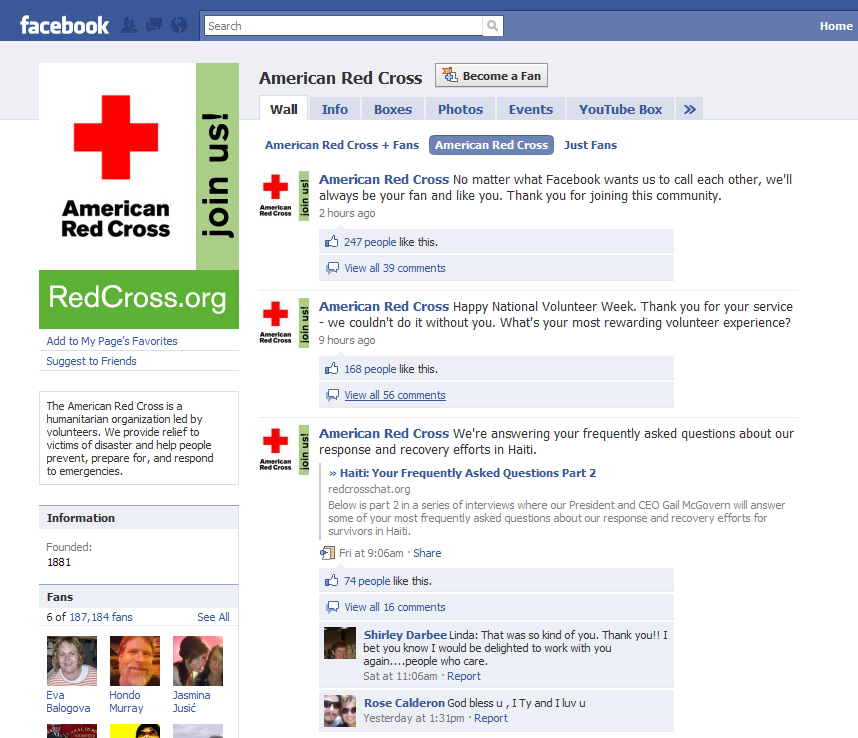 facebook
Search
Home
American
Red Cross
join us!
RedCross.org
Add to My Page's Favorites
Suggest to Friends
The American Red Cross is a
humanitarian organization led by
volunteers. We provide relief to
victims of disaster and help people
prevent, prepare for, and respond
to emergencies.
Information
Founded:
1881
Fans
6 of 187,184 fans
See All
Eva
Balogova
Hondo
Murray
Jasmina
Jusić
American Red Cross
Become a Fan
Wall
Info
Boxes
Photos
Events
YouTube Box
»
American Red Cross + Fans
American Red Cross
Just Fans
American
Red Cross
join us!
American Red Cross No matter what Facebook wants us to call each other, we'll
always be your fan and like you. Thank you for joining this community.
2 hours ago
247 people like this.
View all 39 comments
American
Red Cross
join us!
American Red Cross Happy National Volunteer Week. Thank you for your service
- we couldn't do it without you. What's your most rewarding volunteer experience?
9 hours ago
168 people like this.
View all 56 comments
American
Red Cross
join us!
American Red Cross We're answering your frequently asked questions about our
response and recovery efforts in Haiti.
» Haiti: Your Frequently Asked Questions Part 2
redcrosschat.org
Below is part 2 in a series of interviews where our President and CEO Gail McGovern will answer
some of your most frequently asked questions about our response and recovery efforts for
survivors in Haiti.
Fri at 9:06am · Share
74 people like this.
View all 16 comments
Shirley Darbee Linda: That was so kind of you. Thank you!! I
bet you know I would be delighted to work with you
again....people who care.
Sat at 11:06am · Report
Rose Calderon God bless u , I Ty and I luv u
Yesterday at 1:31pm · Report